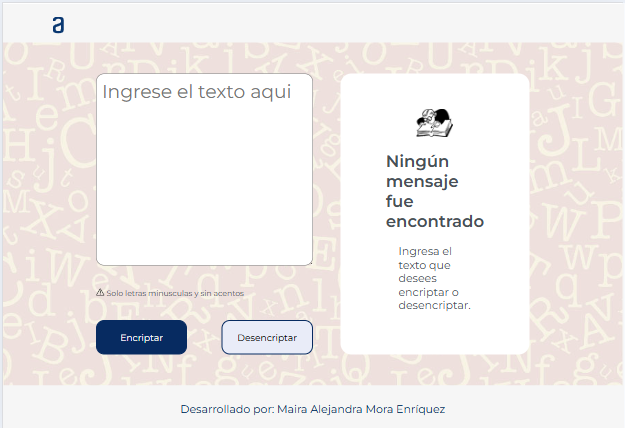 a
Ingrese el texto aqui
Ningún
mensaje
fue
encontrado
Ingresa el
texto que
desees
encriptar o
desencriptar.
⚠ Solo letras minusculas y sin acentos
Encriptar
Desencriptar
Desarrollado por: Maira Alejandra Mora Enríquez